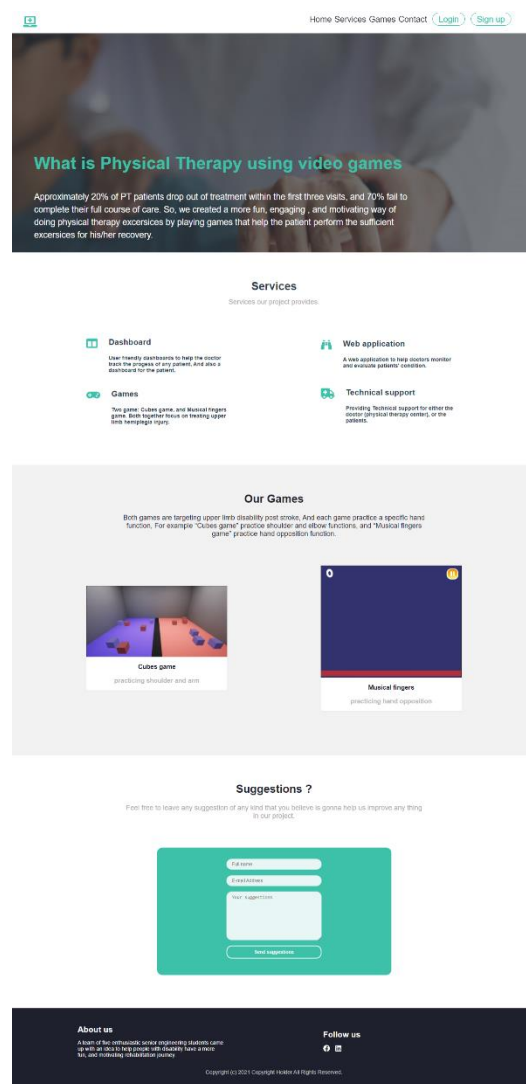 Home Services Games Contact Login Sign up
What is Physical Therapy using video games
Approximately 20% of PT patients drop out of treatment within the first three visits, and 70% fail to
complete their full course of care. So, we created a more fun, engaging , and motivating way of
doing physical therapy excersices by playing games that help the patient perform the sufficient
excersices for his/her recovery.
Services
Services our project provides
Dashboard
User friendly dashboards to help the doctor
track the progess of any patient, And also a
dashboard for the patient.
Web application
A web application to help doctors monitor
and evaluate patients' condition.
Games
Two game: Cubes game, and Musical fingers
game. Both together focus on treating upper
limb hemiplegia injury.
Technical support
Providing Technical support for either the
doctor (physical therapy center), or the
patients.
Our Games
Both games are targeting upper limb disability post stroke, And each game practice a specific hand
function, For example "Cubes game" practice shoulder and elbow functions, and "Musical fingers
game" practice hand opposition function.
0
Cubes game
practicing shoulder and arm
Musical fingers
practicing hand opposition
Suggestions ?
Feel free to leave any suggestion of any kind that you believe is gonna help us improve any thing
in our project.
Full name
E-mail Address
Your suggestions
Send suggestions
About us
A team of five enthusiastic senior engineering students came
up with an idea to help people with disability have a more
fun, and motivating rehabilitation journey
Follow us
Copyright (c) 2021 Copyright Holder All Rights Reserved.